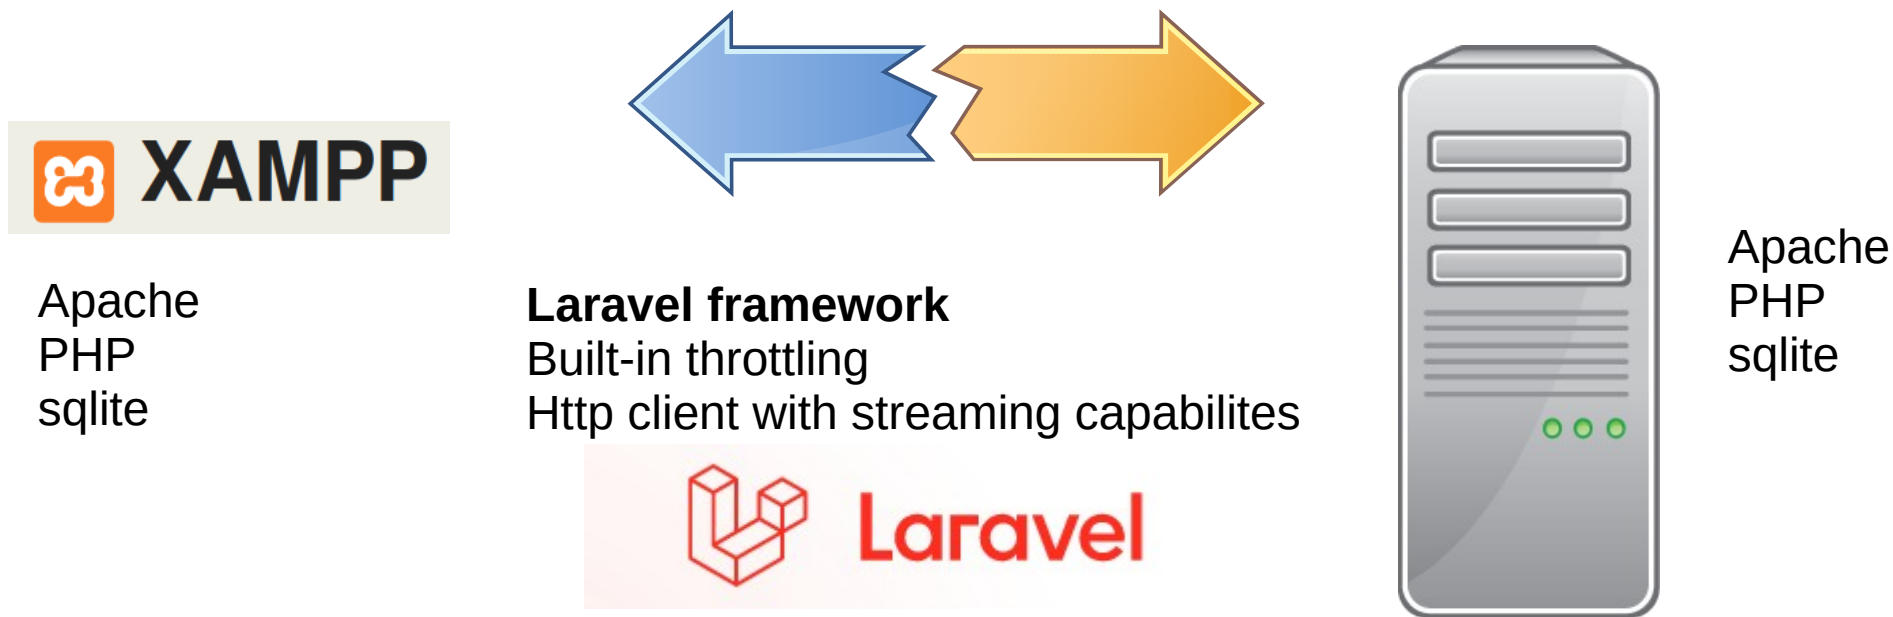 XAMPP
Apache
PHP
sqlite
Laravel framework
Built-in throttling
Http client with streaming capabilites
Laravel
Apache
PHP
sqlite